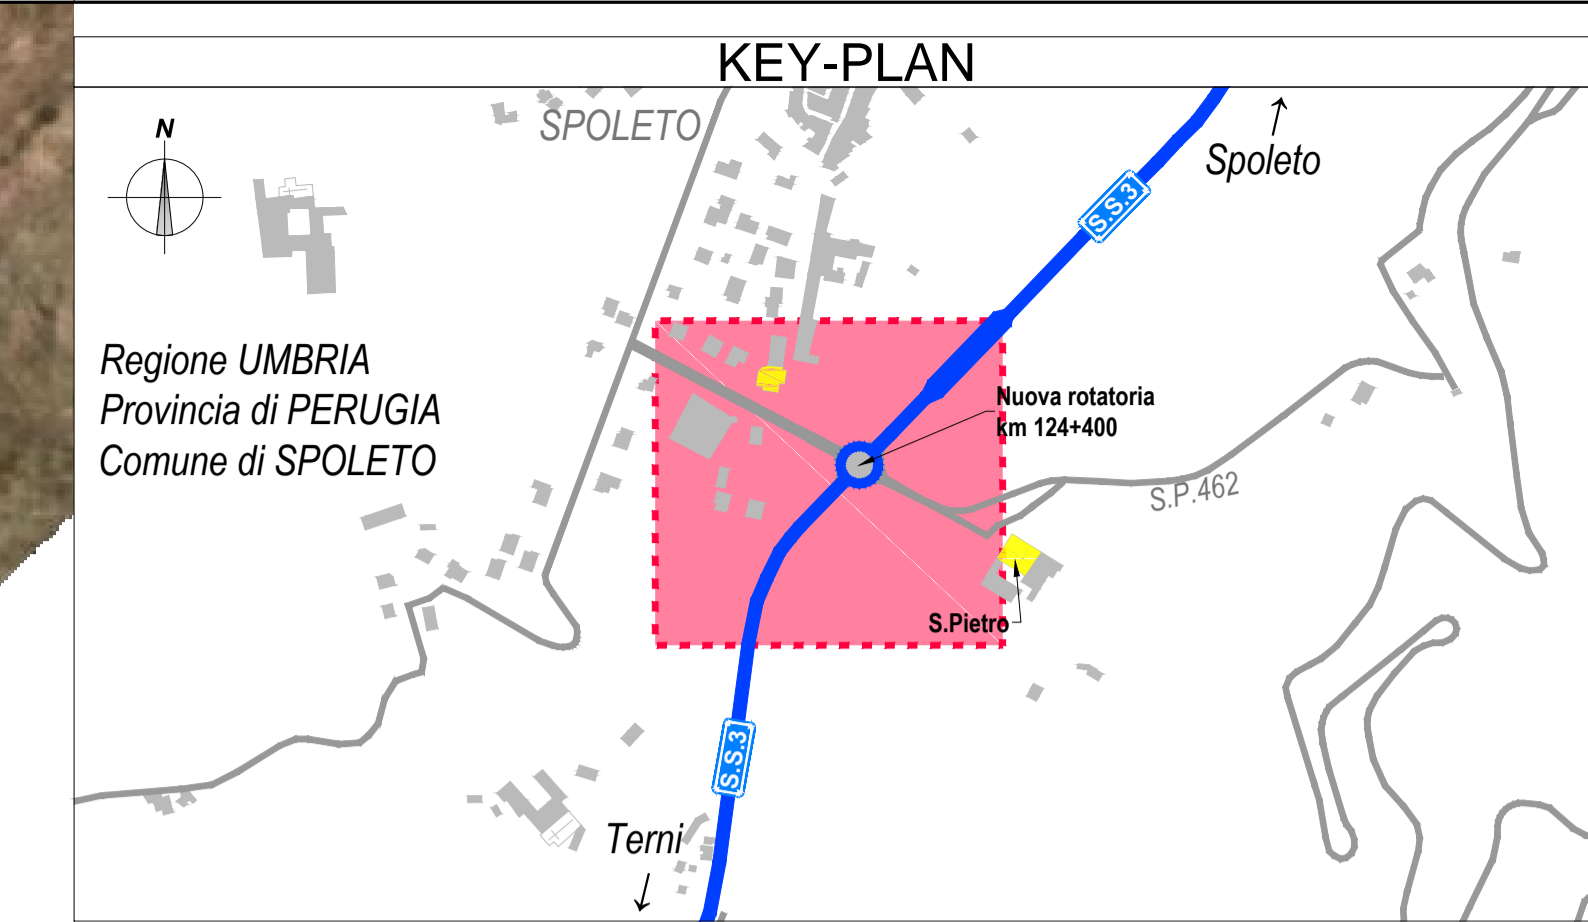 KEY-PLAN
N
SPOLETO
Spoleto
S.S.3
Regione UMBRIA
Provincia di PERUGIA
Comune di SPOLETO
Nuova rotatoria
km 124+400
S.P.462
S.Pietro
S.S.3
Terni